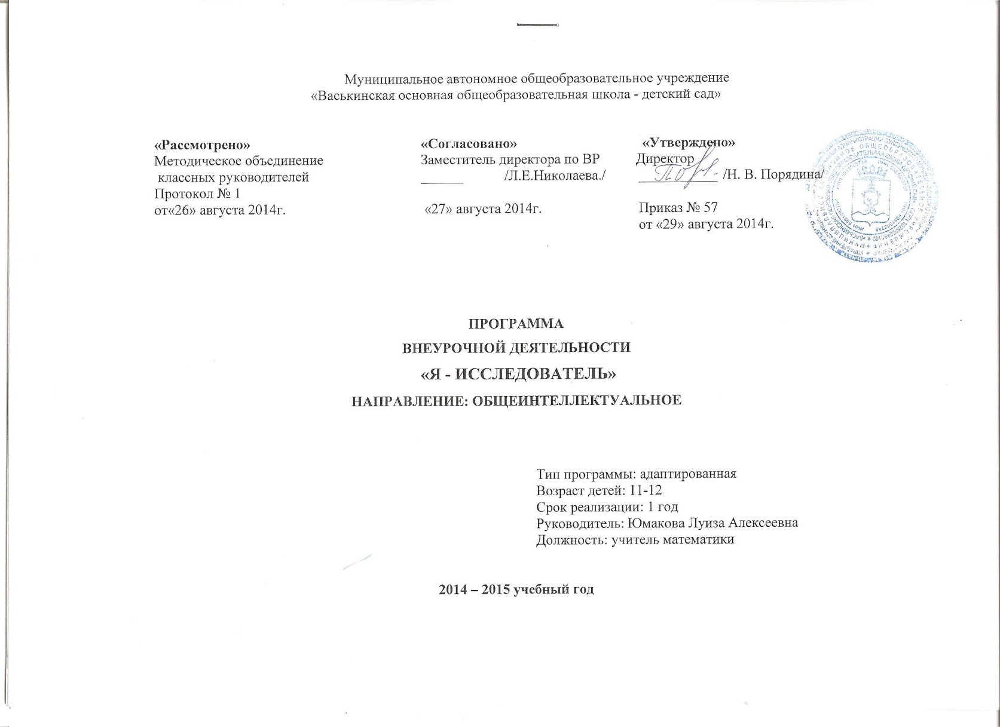 Муниципальное автономное общеобразовательное учреждение
«Васькинская основная общеобразовательная школа - детский сад»
«Рассмотрено»
Методическое объединение
классных руководителей
Протокол № 1
от«26» августа 2014г.
«Согласовано»
Заместитель директора по ВР
______ /Л.Е.Николаева./
«27» августа 2014г.
«Утверждено»
Директор
___________ /Н. В. Порядина/
Приказ № 57
от «29» августа 2014г.
ПРОГРАММА
ВНЕУРОЧНОЙ ДЕЯТЕЛЬНОСТИ
«Я - ИССЛЕДОВАТЕЛЬ»
НАПРАВЛЕНИЕ: ОБЩЕИНТЕЛЛЕКТУАЛЬНОЕ
Тип программы: адаптированная
Возраст детей: 11-12
Срок реализации: 1 год
Руководитель: Юмакова Луиза Алексеевна
Должность: учитель математики
2014 – 2015 учебный год